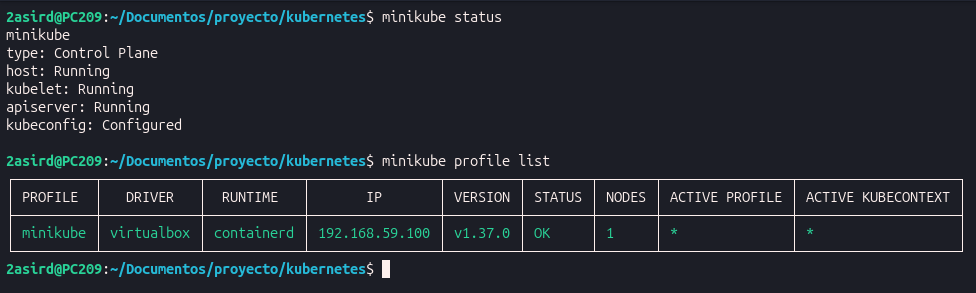 2asird@PC209:~/Documentos/proyecto/kubernetes$ minikube status
minikube
type: Control Plane
host: Running
kubelet: Running
apiserver: Running
kubeconfig: Configured
2asird@PC209:~/Documentos/proyecto/kubernetes$ minikube profile list
PROFILE DRIVER RUNTIME IP VERSION STATUS NODES ACTIVE PROFILE ACTIVE KUBECONTEXT
minikube virtualbox containerd 192.168.59.100 v1.37.0 OK 1 * *
2asird@PC209:~/Documentos/proyecto/kubernetes$